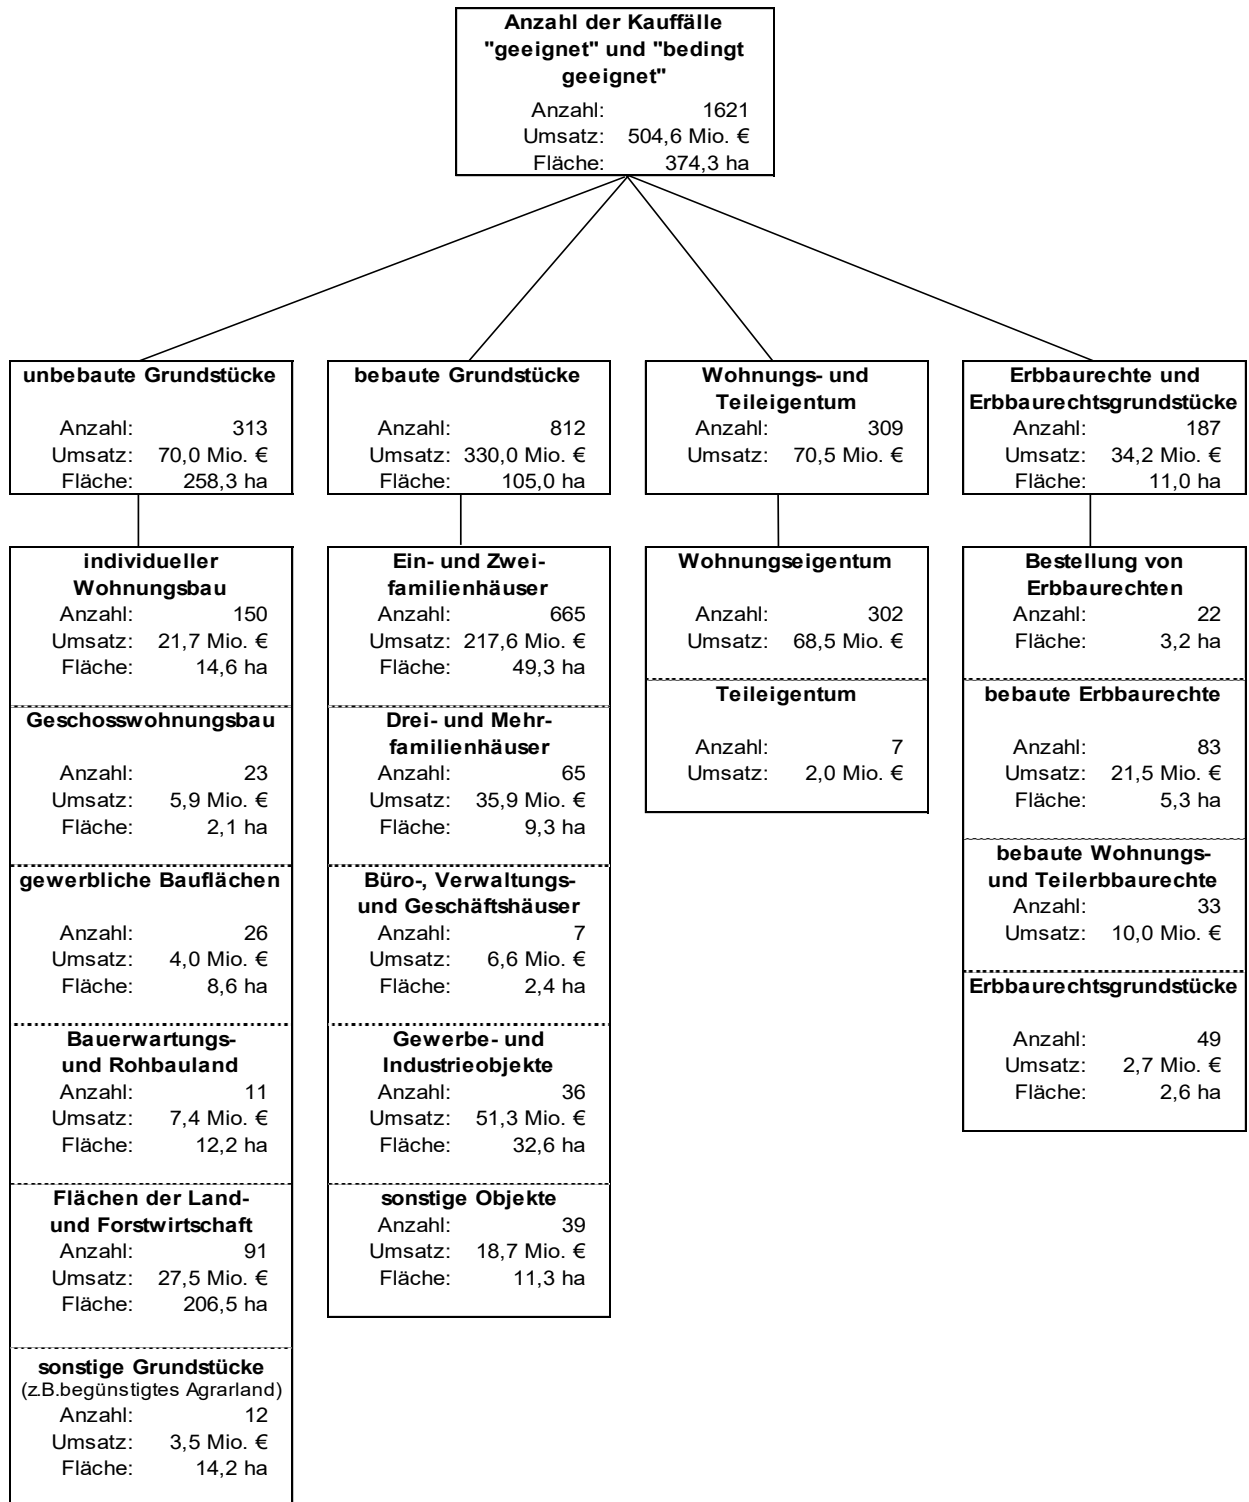 Anzahl der Kauffälle
"geeignet" und "bedingt
geeignet"
Anzahl: 1621
Umsatz: 504,6 Mio. €
Fläche: 374,3 ha
unbebaute Grundstücke
Anzahl: 313
Umsatz: 70,0 Mio. €
Fläche: 258,3 ha
bebaute Grundstücke
Anzahl: 812
Umsatz: 330,0 Mio. €
Fläche: 105,0 ha
Wohnungs- und
Teileigentum
Anzahl: 309
Umsatz: 70,5 Mio. €
Erbbaurechte und
Erbbaurechtsgrundstücke
Anzahl: 187
Umsatz: 34,2 Mio. €
Fläche: 11,0 ha
individueller
Wohnungsbau
Anzahl: 150
Umsatz: 21,7 Mio. €
Fläche: 14,6 ha
Geschosswohnungsbau
Anzahl: 23
Umsatz: 5,9 Mio. €
Fläche: 2,1 ha
gewerbliche Bauflächen
Anzahl: 26
Umsatz: 4,0 Mio. €
Fläche: 8,6 ha
Bauerwartungs-
und Rohbauland
Anzahl: 11
Umsatz: 7,4 Mio. €
Fläche: 12,2 ha
Flächen der Land-
und Forstwirtschaft
Anzahl: 91
Umsatz: 27,5 Mio. €
Fläche: 206,5 ha
sonstige Grundstücke
(z.B.begünstigtes Agrarland)
Anzahl: 12
Umsatz: 3,5 Mio. €
Fläche: 14,2 ha
Ein- und Zwei-
familienhäuser
Anzahl: 665
Umsatz: 217,6 Mio. €
Fläche: 49,3 ha
Drei- und Mehr-
familienhäuser
Anzahl: 65
Umsatz: 35,9 Mio. €
Fläche: 9,3 ha
Büro-, Verwaltungs-
und Geschäftshäuser
Anzahl: 7
Umsatz: 6,6 Mio. €
Fläche: 2,4 ha
Gewerbe- und
Industrieobjekte
Anzahl: 36
Umsatz: 51,3 Mio. €
Fläche: 32,6 ha
sonstige Objekte
Anzahl: 39
Umsatz: 18,7 Mio. €
Fläche: 11,3 ha
Wohnungseigentum
Anzahl: 302
Umsatz: 68,5 Mio. €
Teileigentum
Anzahl: 7
Umsatz: 2,0 Mio. €
Bestellung von
Erbbaurechten
Anzahl: 22
Fläche: 3,2 ha
bebaute Erbbaurechte
Anzahl: 83
Umsatz: 21,5 Mio. €
Fläche: 5,3 ha
bebaute Wohnungs-
und Teilerbbaurechte
Anzahl: 33
Umsatz: 10,0 Mio. €
Erbbaurechtsgrundstücke
Anzahl: 49
Umsatz: 2,7 Mio. €
Fläche: 2,6 ha